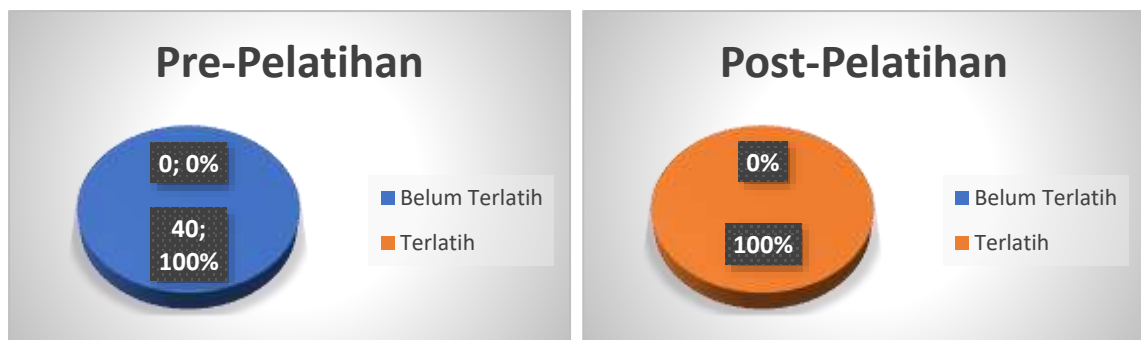 Pre-Pelatihan
0; 0%
40;
100%
Belum Terlatih
Terlatih
Post-Pelatihan
0%
100%
Belum Terlatih
Terlatih